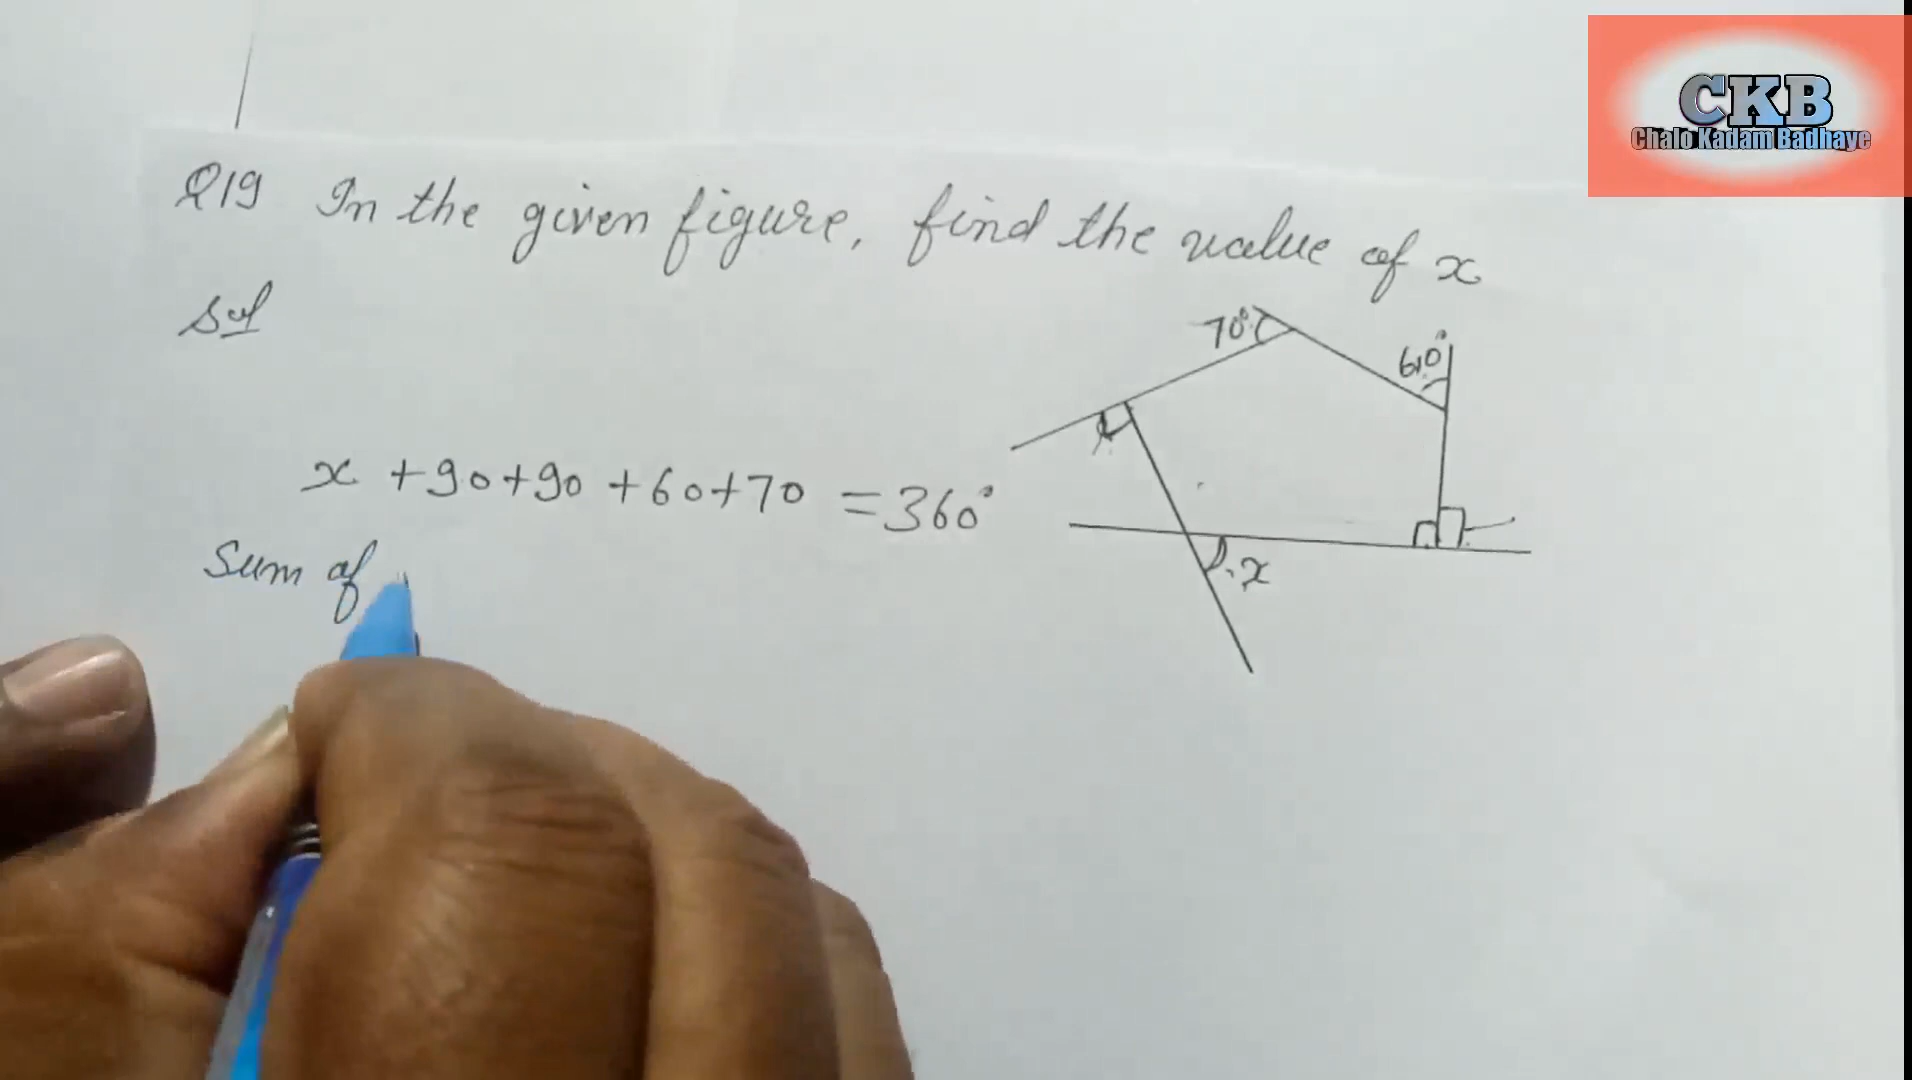 CKB
Chalo Kadam Badhaye
Q19 In the given figure, find the value of x
Sol
70°
60°
x + 90 + 90 + 60 + 70 = 360°
x
Sum of